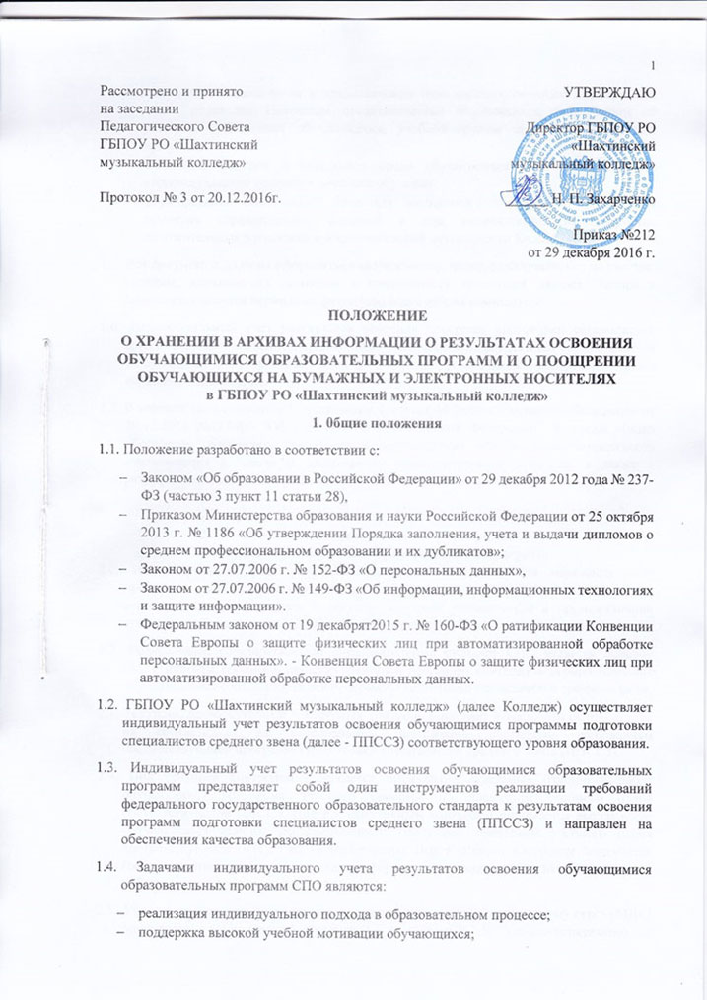 1
Рассмотрено и принято
на заседании
Педагогического Совета
ГБПОУ РО «Шахтинский
музыкальный колледж»
Протокол № 3 от 20.12.2016г.
УТВЕРЖДАЮ
Директор ГБПОУ РО
«Шахтинский
музыкальный колледж»
Н. П. Захарченко
Приказ №212
от 29 декабря 2016 г.
ПОЛОЖЕНИЕ
О ХРАНЕНИИ В АРХИВАХ ИНФОРМАЦИИ О РЕЗУЛЬТАТАХ ОСВОЕНИЯ
ОБУЧАЮЩИМИСЯ ОБРАЗОВАТЕЛЬНЫХ ПРОГРАММ И О ПООЩРЕНИИ
ОБУЧАЮЩИХСЯ НА БУМАЖНЫХ И ЭЛЕКТРОННЫХ НОСИТЕЛЯХ
в ГБПОУ РО «Шахтинский музыкальный колледж»
1. 0бщие положения
1.1. Положение разработано в соответствии с:
– Законом «Об образовании в Российской Федерации» от 29 декабря 2012 года № 237-
ФЗ (частью 3 пункт 11 статьи 28),
– Приказом Министерства образования и науки Российской Федерации от 25 октября
2013 г. № 1186 «Об утверждении Порядка заполнения, учета и выдачи дипломов о
среднем профессиональном образовании и их дубликатов»;
– Законом от 27.07.2006 г. № 152-ФЗ «О персональных данных»,
– Законом от 27.07.2006 г. № 149-ФЗ «Об информации, информационных технологиях
и защите информации».
– Федеральным законом от 19 декабрят2015 г. № 160-ФЗ «О ратификации Конвенции
Совета Европы о защите физических лиц при автоматизированной обработке
персональных данных». - Конвенция Совета Европы о защите физических лиц при
автоматизированной обработке персональных данных.
1.2. ГБПОУ РО «Шахтинский музыкальный колледж» (далее Колледж) осуществляет
индивидуальный учет результатов освоения обучающимися программы подготовки
специалистов среднего звена (далее - ППССЗ) соответствующего уровня образования.
1.3. Индивидуальный учет результатов освоения обучающимися образовательных
программ представляет собой один инструментов реализации требований
федерального государственного образовательного стандарта к результатам освоения
программ подготовки специалистов среднего звена (ППССЗ) и направлен на
обеспечения качества образования.
1.4. Задачами индивидуального учета результатов освоения обучающимися
образовательных программ СПО являются:
– реализация индивидуального подхода в образовательном процессе;
– поддержка высокой учебной мотивации обучающихся;